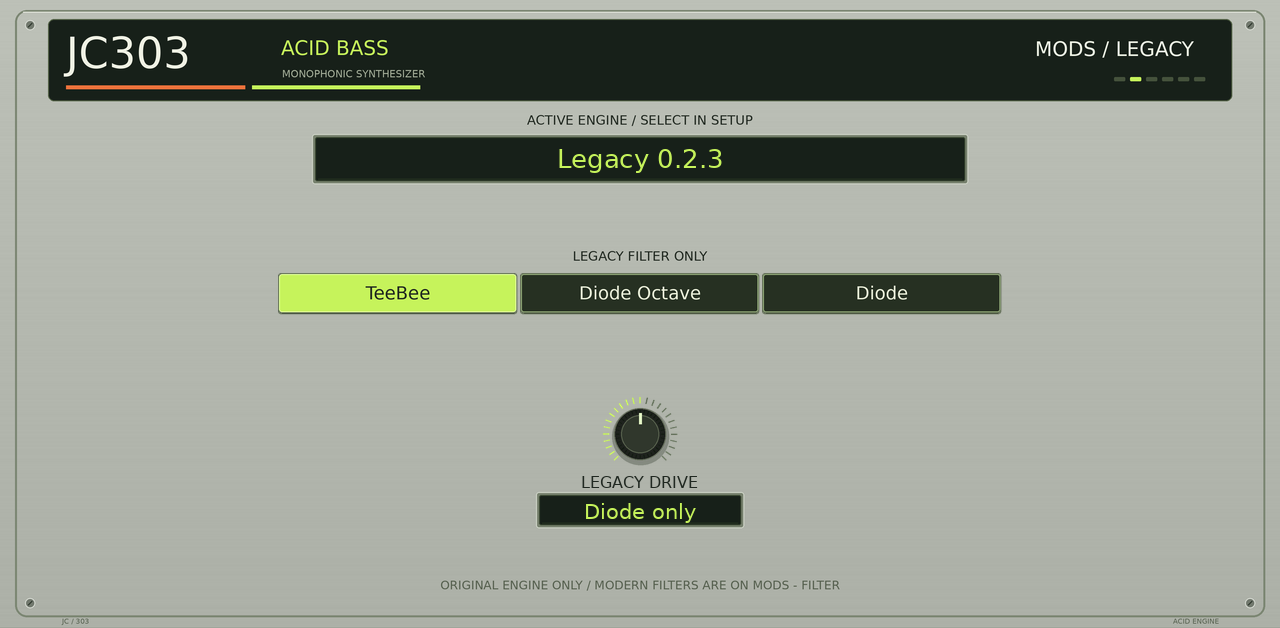 JC303
ACID BASS
MONOPHONIC SYNTHESIZER
MODS / LEGACY
ACTIVE ENGINE / SELECT IN SETUP
Legacy 0.2.3
LEGACY FILTER ONLY
TeeBee
Diode Octave
Diode
LEGACY DRIVE
Diode only
ORIGINAL ENGINE ONLY / MODERN FILTERS ARE ON MODS - FILTER
JC / 303
ACID ENGINE